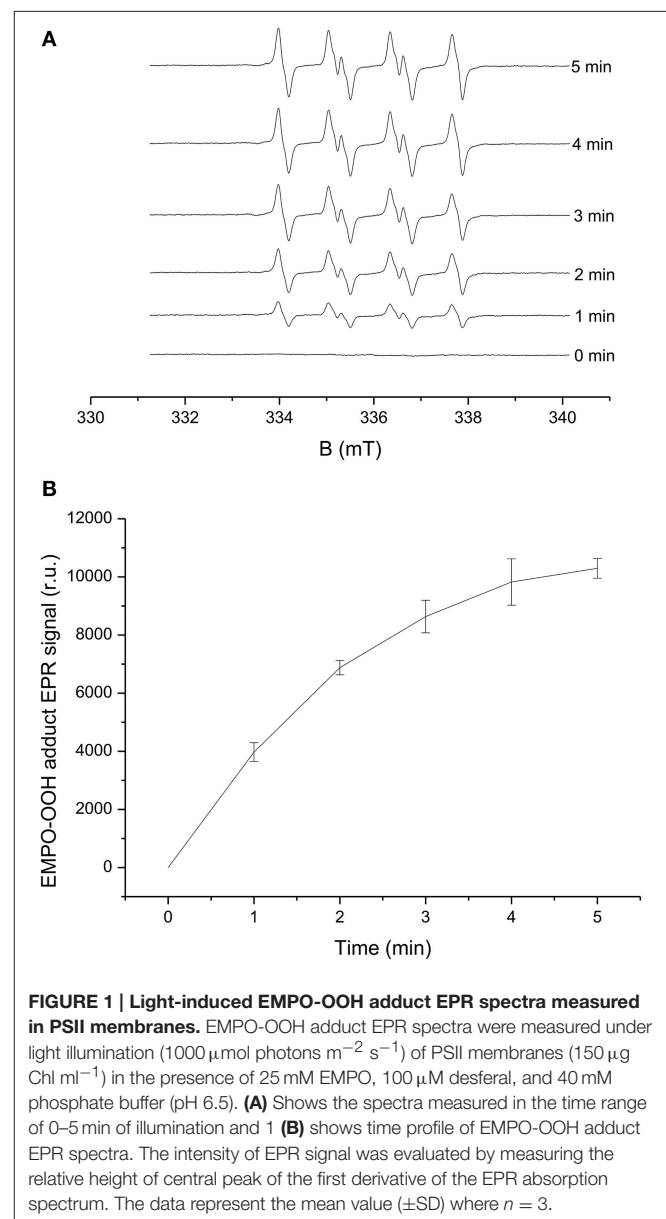 A
5 min
4 min
3 min
2 min
1 min
0 min
330 332 334 336 338 340
B (mT)
B
12000
10000
8000
6000
4000
2000
0
EMPO-OOH adduct EPR signal (r.u.)
0 1 2 3 4 5
Time (min)
FIGURE 1 | Light-induced EMPO-OOH adduct EPR spectra measured
in PSII membranes. EMPO-OOH adduct EPR spectra were measured under
light illumination (1000 μmol photons m−2 s−1) of PSII membranes (150 μg
Chl ml−1) in the presence of 25 mM EMPO, 100 μM desferal, and 40 mM
phosphate buffer (pH 6.5). (A) Shows the spectra measured in the time range
of 0–5 min of illumination and 1 (B) shows time profile of EMPO-OOH adduct
EPR spectra. The intensity of EPR signal was evaluated by measuring the
relative height of central peak of the first derivative of the EPR absorption
spectrum. The data represent the mean value (±SD) where n = 3.